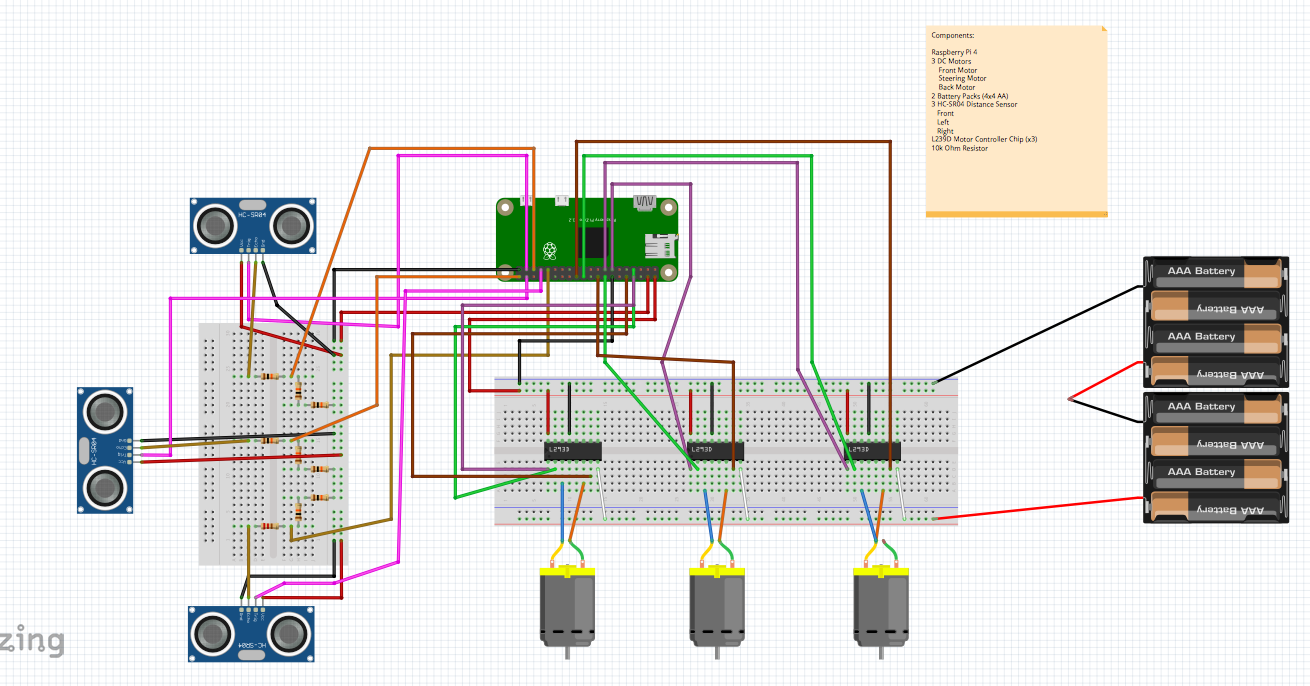 Components:
Raspberry Pi 4
3 DC Motors
Front Motor
Steering Motor
Back Motor
2 Battery Packs (4x4 AA)
3 HC-SR04 Distance Sensor
Front
Left
Right
L239D Motor Controller Chip (x3)
10k Ohm Resistor
HC-SR04
HC-SR04
HC-SR04
L293D
L293D
L293D
AAA Battery
AAA Battery
AAA Battery
AAA Battery
AAA Battery
AAA Battery
AAA Battery
AAA Battery
zing